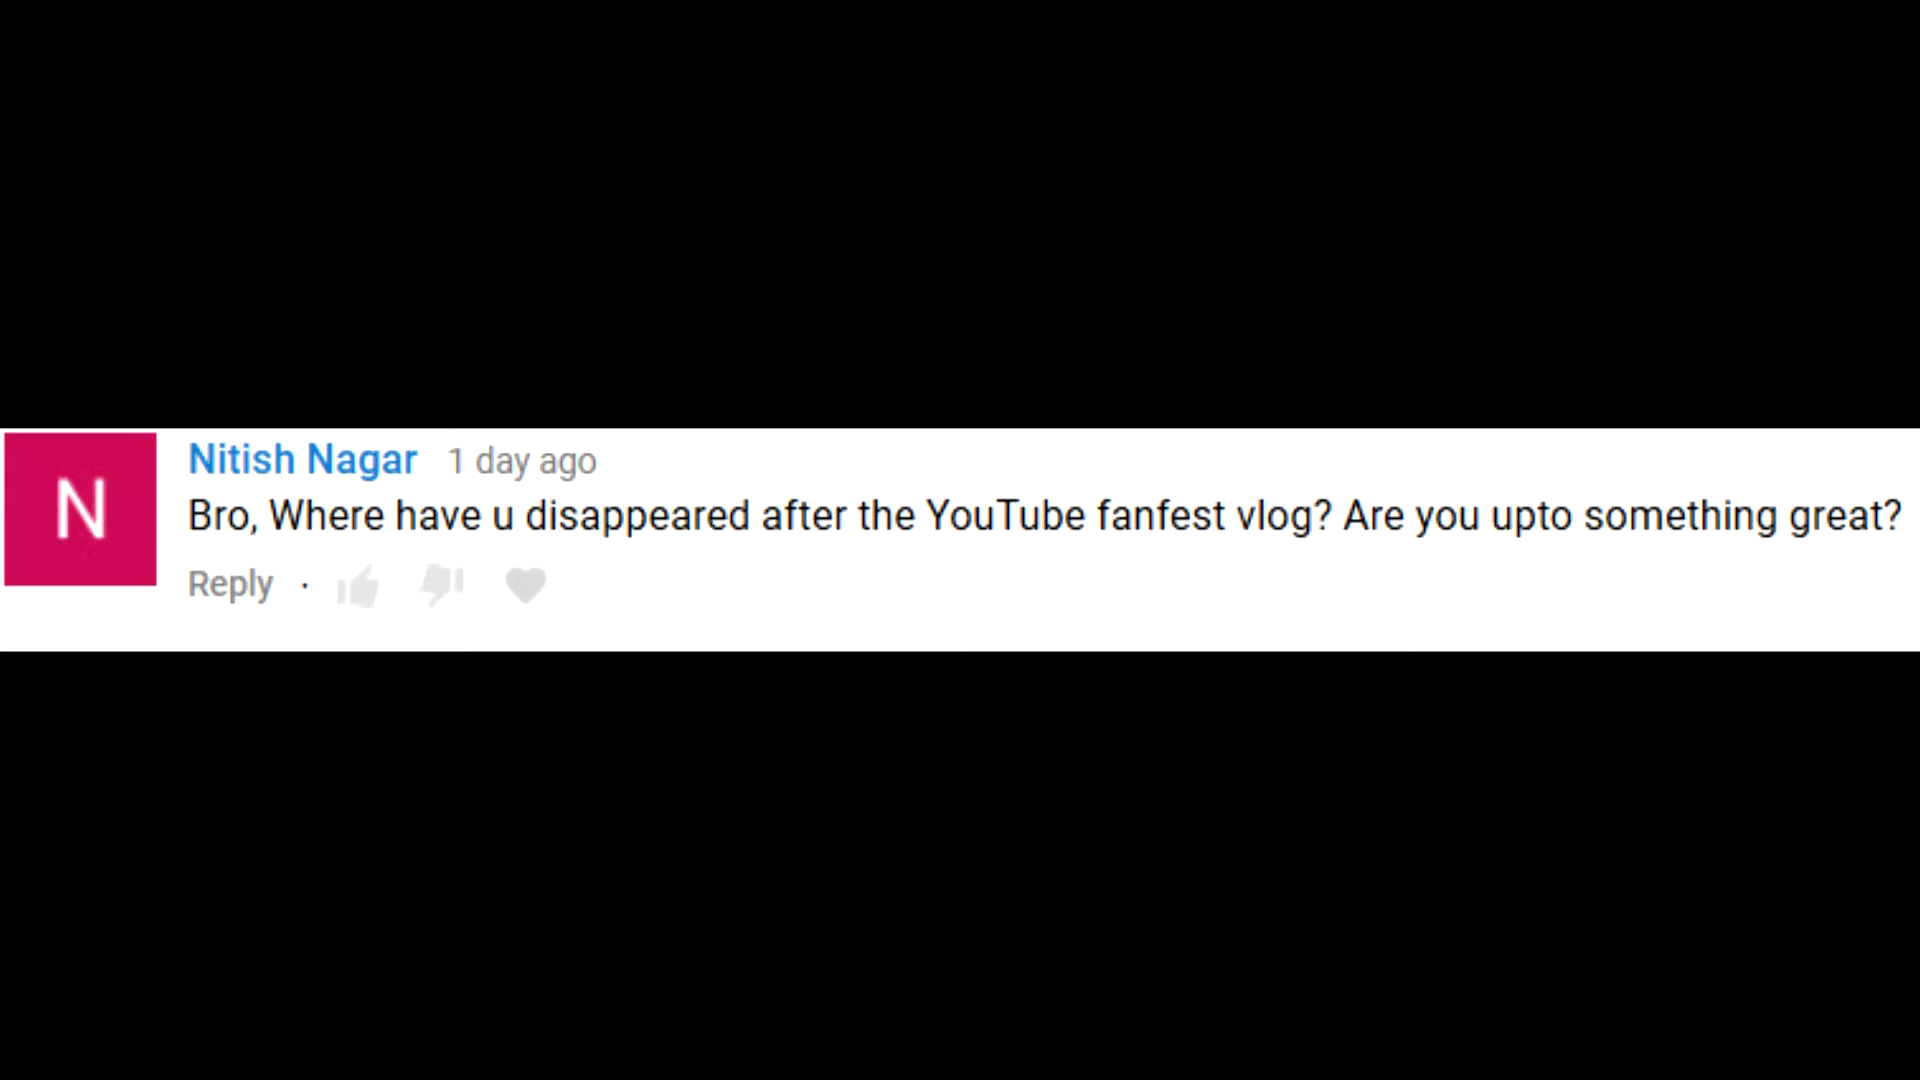 N
Nitish Nagar 1 day ago
Bro, Where have u disappeared after the YouTube fanfest vlog? Are you upto something great?
Reply ·